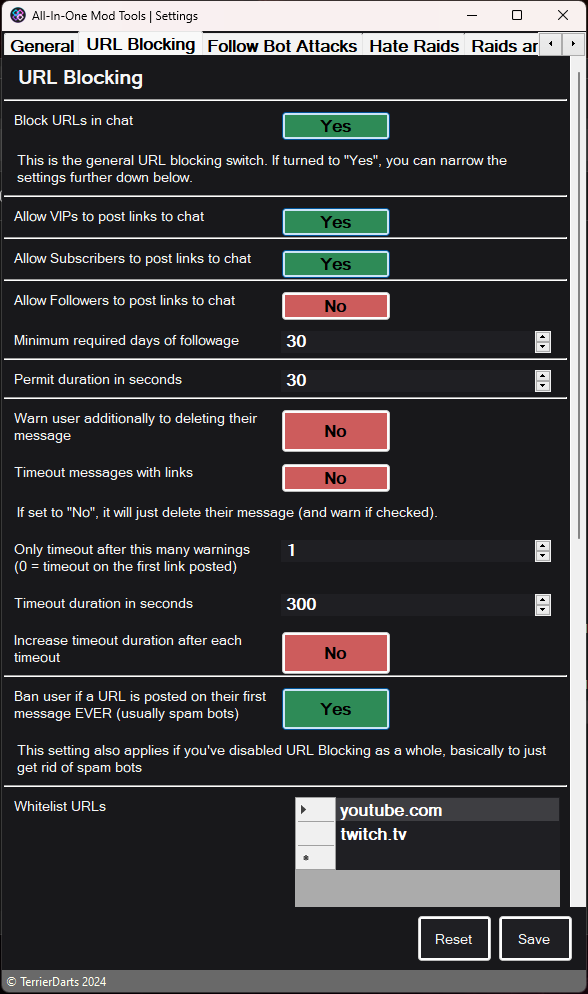 All-In-One Mod Tools | Settings
General URL Blocking Follow Bot Attacks Hate Raids Raids ar
URL Blocking
Block URLs in chat Yes
This is the general URL blocking switch. If turned to "Yes", you can narrow the
settings further down below.
Allow VIPs to post links to chat Yes
Allow Subscribers to post links to chat Yes
Allow Followers to post links to chat No
Minimum required days of followage 30
Permit duration in seconds 30
Warn user additionally to deleting their
message
No
Timeout messages with links No
If set to "No", it will just delete their message (and warn if checked).
Only timeout after this many warnings
(0 = timeout on the first link posted)
1
Timeout duration in seconds 300
Increase timeout duration after each
timeout
No
Ban user if a URL is posted on their first
message EVER (usually spam bots)
Yes
This setting also applies if you've disabled URL Blocking as a whole, basically to just
get rid of spam bots
Whitelist URLs
youtube.com
twitch.tv
Reset Save
© TerrierDarts 2024